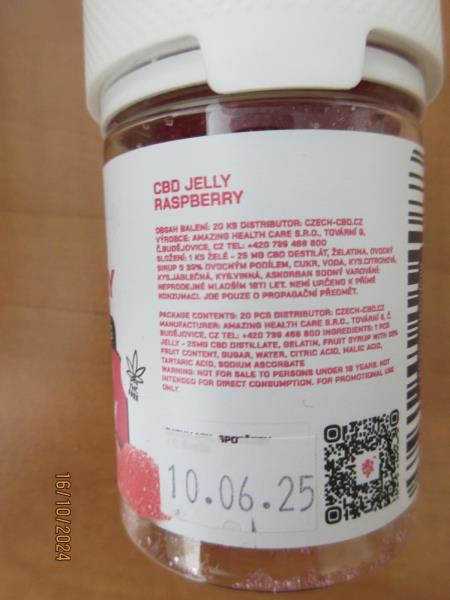 CBD JELLY
RASPBERRY
OBSAH BALENÍ: 20 KS DISTRIBUTOR: CZECH-CBD.CZ
VÝROBCE: AMAZING HEALTH CARE S.R.O., TOVÁRNÍ 9,
Č.BUDĚJOVICE, CZ TEL: +420 739 466 600
SLOŽENÍ: 1 KS ŽELÉ - 25 MG CBD DESTILÁT, ŽELATINA, OVOCNÝ
SIRUP S 33% OVOCNÝM PODÍLEM, CUKR, VODA, KYS.CITRONOVÁ,
KYS.JABLEČNÁ, KYS.VINNÁ, ASKORBAN SODNÝ VAROVÁNÍ:
NEPRODEJNÉ MLADŠÍM 18TI LET. NENÍ URČENO K PŘÍMÉ
KONZUMACI. JDE POUZE O PROPAGAČNÍ PŘEDMĚT.
PACKAGE CONTENTS: 20 PCS DISTRIBUTOR: CZECH-CBD.CZ
MANUFACTURER: AMAZING HEALTH CARE S.R.O., TOVÁRNÍ 9, Č.
BUDĚJOVICE, CZ TEL: +420 739 466 600 INGREDIENTS: 1 PCS
JELLY - 25MG CBD DISTILLATE, GELATIN, FRUIT SYRUP WITH 33%
FRUIT CONTENT, SUGAR, WATER, CITRIC ACID, MALIC ACID,
TARTARIC ACID, SODIUM ASCORBATE
WARNING: NOT FOR SALE TO PERSONS UNDER 18 YEARS. NOT
INTENDED FOR DIRECT CONSUMPTION. FOR PROMOTIONAL USE
ONLY.
10.06.25
16/10/2024